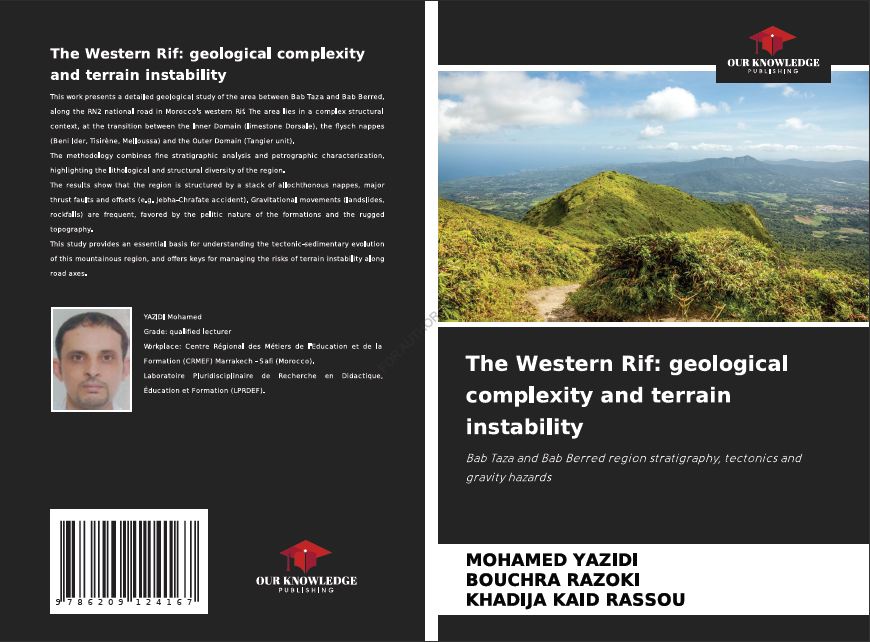 The Western Rif: geological complexity
and terrain instability
This work presents a detailed geological study of the area between Bab Taza and Bab Berred,
along the RN2 national road in Morocco's western Rif. The area lies in a complex structural
context, at the transition between the Inner Domain (limestone Dorsale), the flysch nappes
(Beni Ider, Tisirène, Melloussa) and the Outer Domain (Tangier unit).
The methodology combines fine stratigraphic analysis and petrographic characterization,
highlighting the lithological and structural diversity of the region.
The results show that the region is structured by a stack of allochthonous nappes, major
thrust faults and offsets (e.g. Jebha-Chrafate accident). Gravitational movements (landslides,
rockfalls) are frequent, favored by the pelitic nature of the formations and the rugged
topography.
This study provides an essential basis for understanding the tectonic-sedimentary evolution
of this mountainous region, and offers keys for managing the risks of terrain instability along
road axes.
YAZIDI Mohamed
Grade: qualified lecturer
Workplace: Centre Régional des Métiers de l'Éducation et de la
Formation (CRMEF) Marrakech - Safi (Morocco).
Laboratoire Pluridisciplinaire de Recherche en Didactique,
Éducation et Formation (LPRDEF).
9 786209 124167
OUR KNOWLEDGE
PUBLISHING
OUR KNOWLEDGE
PUBLISHING
The Western Rif: geological
complexity and terrain
instability
Bab Taza and Bab Berred region stratigraphy, tectonics and
gravity hazards
MOHAMED YAZIDI
BOUCHRA RAZOKI
KHADIJA KAID RASSOU